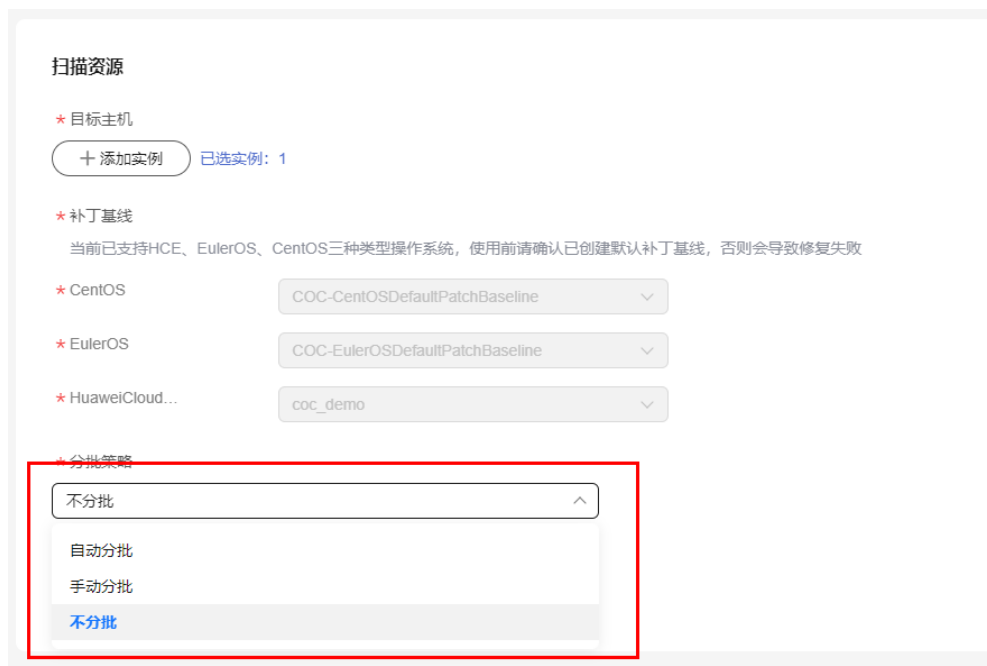 扫描资源
* 目标主机
+ 添加实例 已选实例：1
* 补丁基线
当前已支持HCE、EulerOS、CentOS三种类型操作系统，使用前请确认已创建默认补丁基线，否则会导致修复失败
* CentOS COC-CentOSDefaultPatchBaseline
* EulerOS COC-EulerOSDefaultPatchBaseline
* HuaweiCloud... coc_demo
* 分批策略
不分批
自动分批
手动分批
不分批